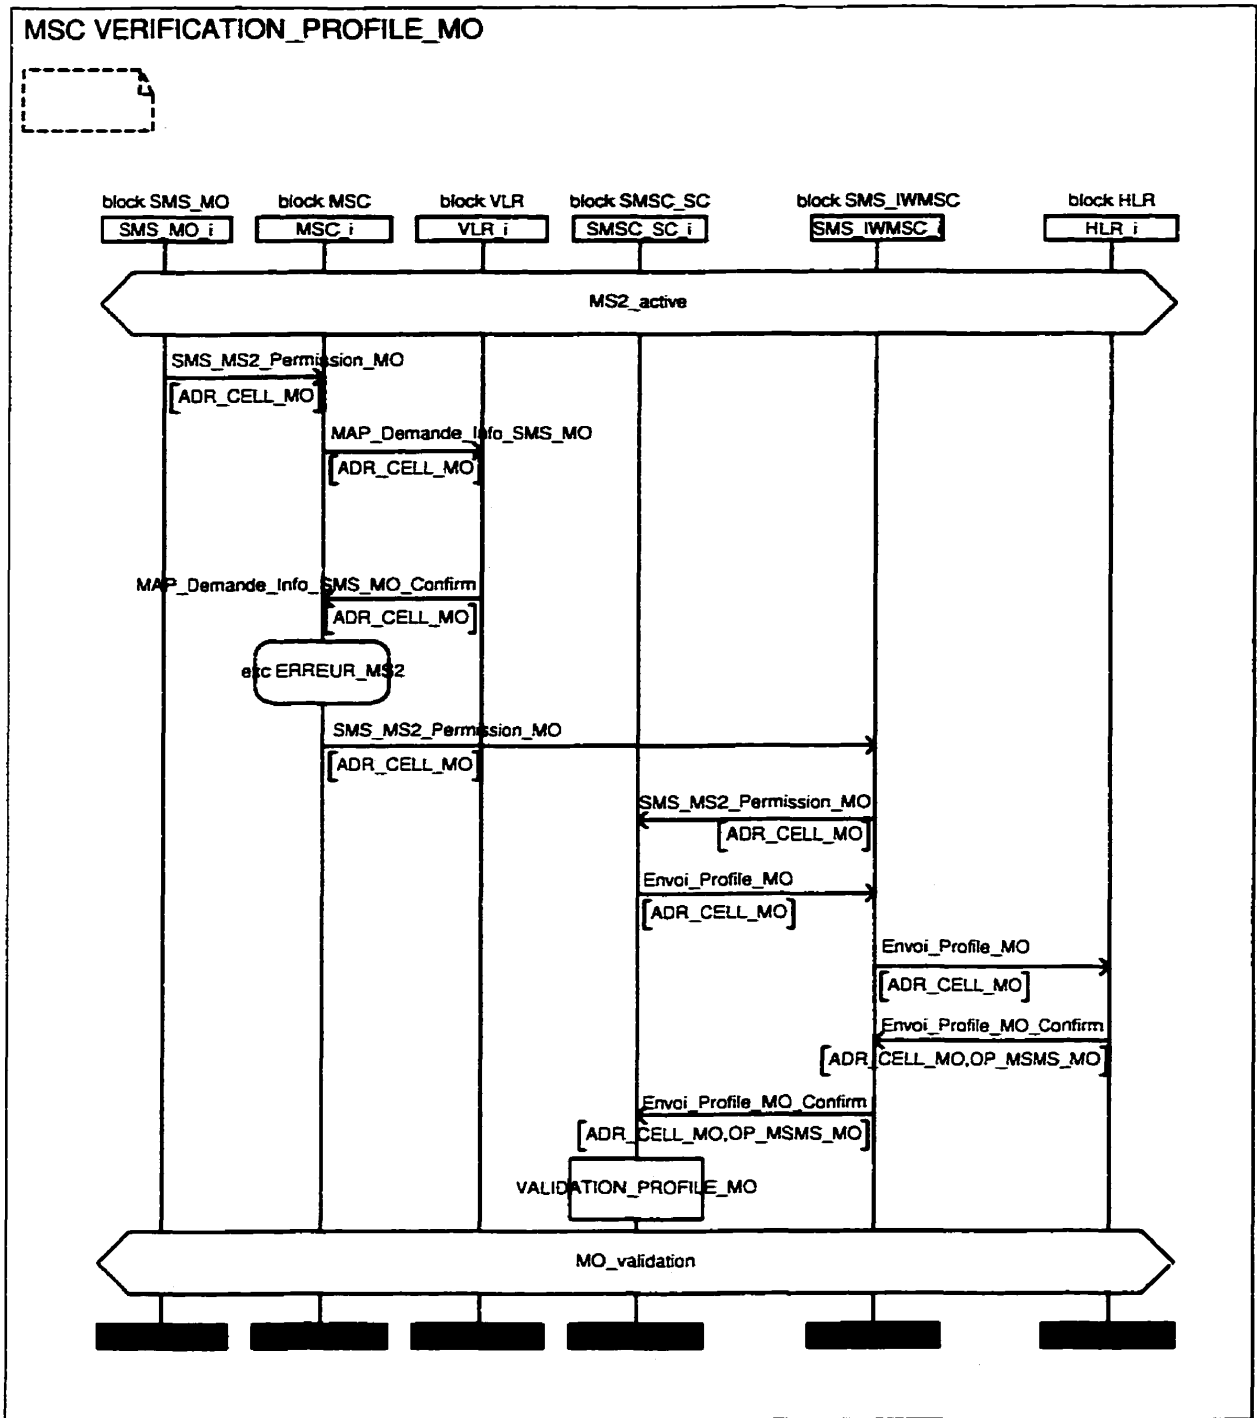 MSC VERIFICATION_PROFILE_MO
block SMS_MO block MSC block VLR block SMSC_SC block SMS_IWMSC block HLR
SMS_MO_i MSC_i VLR_i SMSC_SC_i SMS_IWMSC_i HLR_i
MS2_active
SMS_MS2_Permission_MO
[ADR_CELL_MO]
MAP_Demande_Info_SMS_MO
[ADR_CELL_MO]
MAP_Demande_Info_SMS_MO_Confirm
[ADR_CELL_MO]
exc ERREUR_MS2
SMS_MS2_Permission_MO
[ADR_CELL_MO]
SMS_MS2_Permission_MO
[ADR_CELL_MO]
Envoi_Profile_MO
[ADR_CELL_MO]
Envoi_Profile_MO
[ADR_CELL_MO]
Envoi_Profile_MO_Confirm
[ADR_CELL_MO,OP_MSMS_MO]
Envoi_Profile_MO_Confirm
[ADR_CELL_MO,OP_MSMS_MO]
VALIDATION_PROFILE_MO
MO_validation